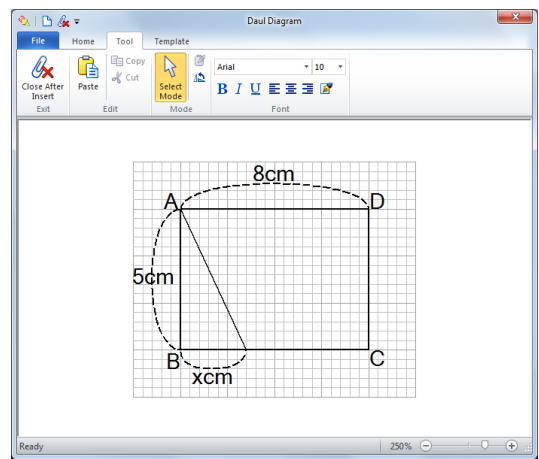 Daul Diagram
File Home Tool Template
Close After Insert
Paste
Copy
Cut
Select Mode
Arial 10
B I U
Exit Edit Mode Font
8cm
A D
5cm
B C
xcm
Ready 250%